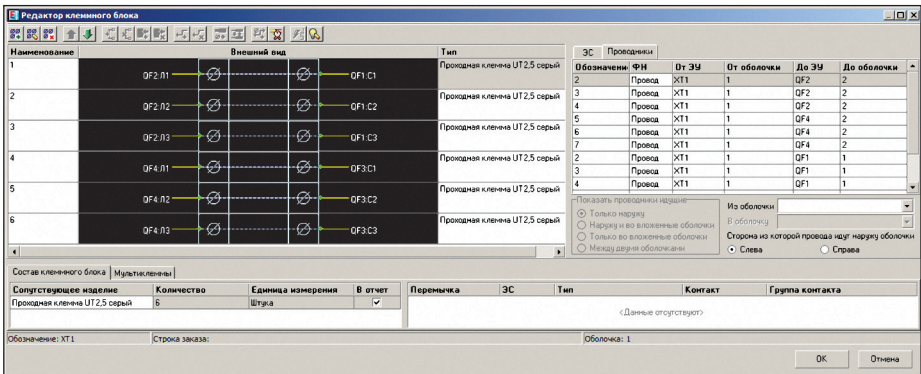 Редактор клеммного блока
Наименование Внешний вид Тип
1 QF2:Л1 QF1:С1 Проходная клемма UT2,5 серый
2 QF2:Л2 QF1:С2 Проходная клемма UT2,5 серый
3 QF2:Л3 QF1:С3 Проходная клемма UT2,5 серый
4 QF4:Л1 QF3:С1 Проходная клемма UT2,5 серый
5 QF4:Л2 QF3:С2 Проходная клемма UT2,5 серый
6 QF4:Л3 QF3:С3 Проходная клемма UT2,5 серый
ЭС Проводники
Обозначени ФН От ЭУ От оболочки До ЭУ До оболочки
2 Провод XT1 1 QF2 2
3 Провод XT1 1 QF2 2
4 Провод XT1 1 QF2 2
5 Провод XT1 1 QF4 2
6 Провод XT1 1 QF4 2
7 Провод XT1 1 QF4 2
2 Провод XT1 1 QF1 1
3 Провод XT1 1 QF1 1
4 Провод XT1 1 QF1 1
Показать проводники идущие
Только наружу
Наружу и во вложенные оболочки
Только во вложенные оболочки
Между двумя оболочками
Из оболочки
В оболочку
Сторона из которой провода идут наружу оболочки
Слева Справа
Состав клеммного блока Мультиклеммы
Сопутствующее изделие Количество Единица измерения В отчет
Проходная клемма UT2,5 серый 6 Штука
Перемычка ЭС Тип Контакт Группа контакта
<Данные отсутствуют>
Обозначение: XT1 Строка заказа: Оболочка: 1
OK Отмена